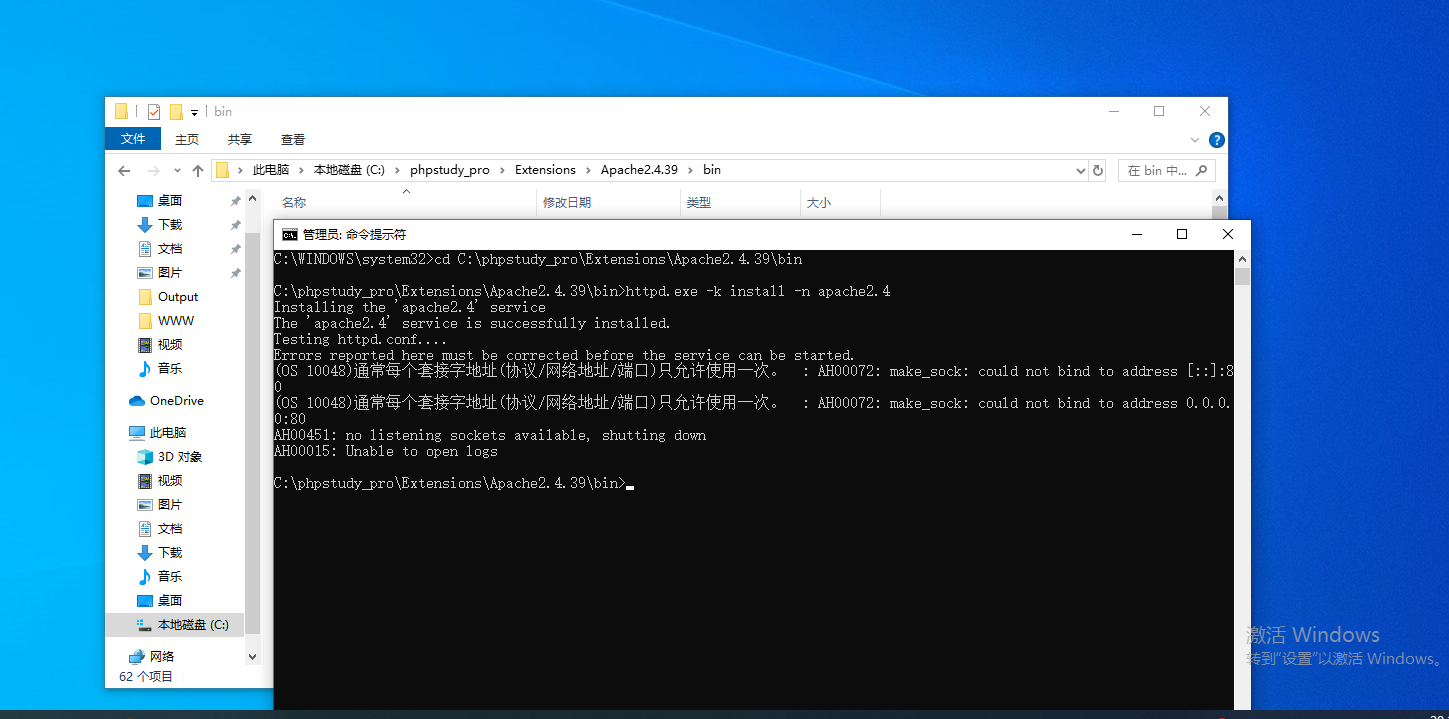 bin
文件 主页 共享 查看
此电脑 本地磁盘 (C:) phpstudy_pro Extensions Apache2.4.39 bin
在 bin 中...
名称 修改日期 类型 大小
桌面
下载
文档
图片
Output
WWW
视频
音乐
OneDrive
此电脑
3D 对象
视频
图片
文档
下载
音乐
桌面
本地磁盘 (C:)
网络
62 个项目
管理员: 命令提示符
C:\WINDOWS\system32>cd C:\phpstudy_pro\Extensions\Apache2.4.39\bin
C:\phpstudy_pro\Extensions\Apache2.4.39\bin>httpd.exe -k install -n apache2.4
Installing the 'apache2.4' service
The 'apache2.4' service is successfully installed.
Testing httpd.conf....
Errors reported here must be corrected before the service can be started.
(OS 10048)通常每个套接字地址(协议/网络地址/端口)只允许使用一次。  : AH00072: make_sock: could not bind to address [::]:8
0
(OS 10048)通常每个套接字地址(协议/网络地址/端口)只允许使用一次。  : AH00072: make_sock: could not bind to address 0.0.0.
0:80
AH00451: no listening sockets available, shutting down
AH00015: Unable to open logs
C:\phpstudy_pro\Extensions\Apache2.4.39\bin>
激活 Windows
转到"设置"以激活 Windows。